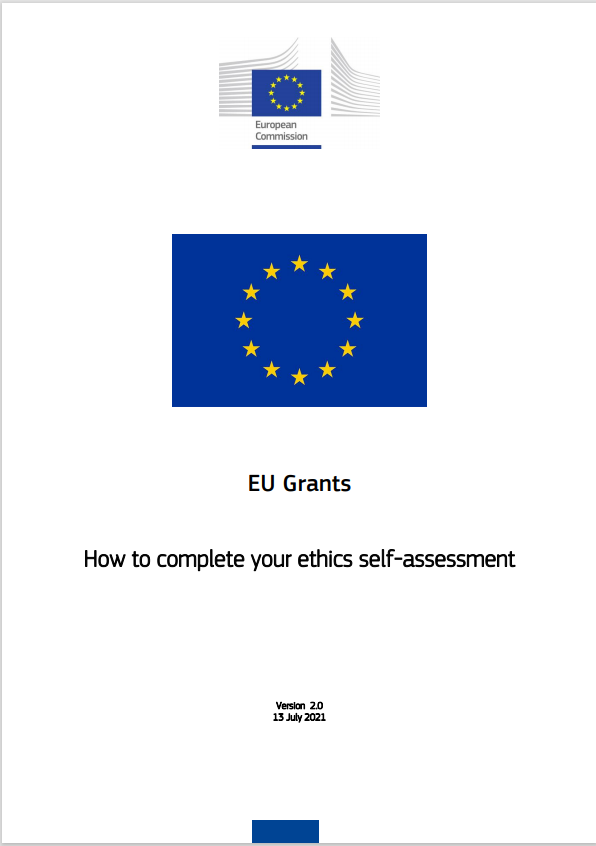 European
Commission
EU Grants
How to complete your ethics self-assessment
Version 2.0
13 July 2021